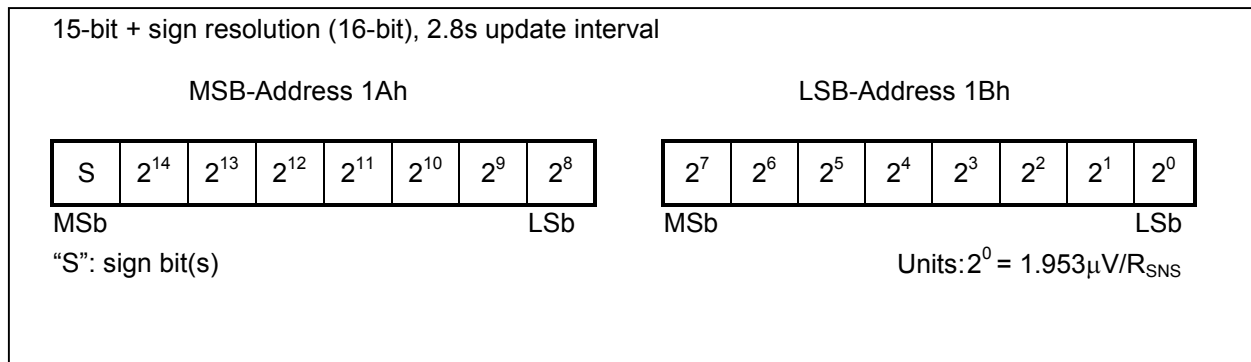 15-bit + sign resolution (16-bit), 2.8s update interval
MSB-Address 1Ah LSB-Address 1Bh
S 2^14 2^13 2^12 2^11 2^10 2^9 2^8 2^7 2^6 2^5 2^4 2^3 2^2 2^1 2^0
MSb LSb MSb LSb
“S”: sign bit(s) Units:2^0 = 1.953μV/R_SNS